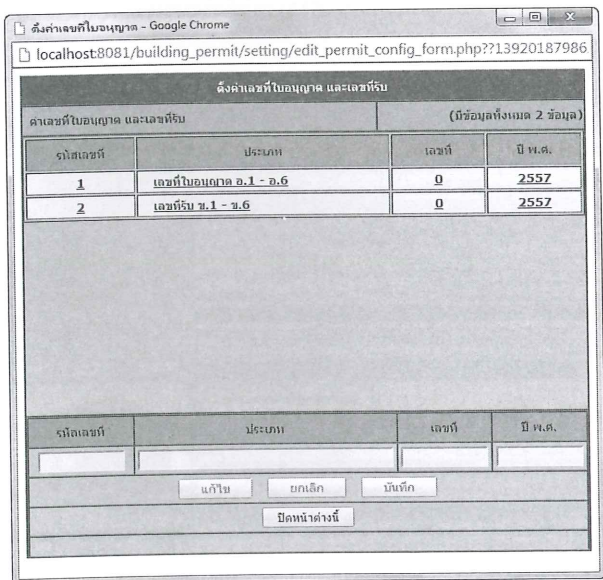 ตั้งค่าเลขที่ใบอนุญาต - Google Chrome
localhost:8081/building_permit/setting/edit_permit_config_form.php??13920187986
ตั้งค่าเลขที่ใบอนุญาต และเลขที่รับ
ค่าเลขที่ใบอนุญาต และเลขที่รับ (มีข้อมูลทั้งหมด 2 ข้อมูล)
รหัสเลขที่ ประเภท เลขที่ ปี พ.ศ.
1 เลขที่ใบอนุญาต อ.1 - อ.6 0 2557
2 เลขที่รับ ข.1 - ข.6 0 2557
รหัสเลขที่ ประเภท เลขที่ ปี พ.ศ.
แก้ไข ยกเลิก บันทึก
ปิดหน้าต่างนี้